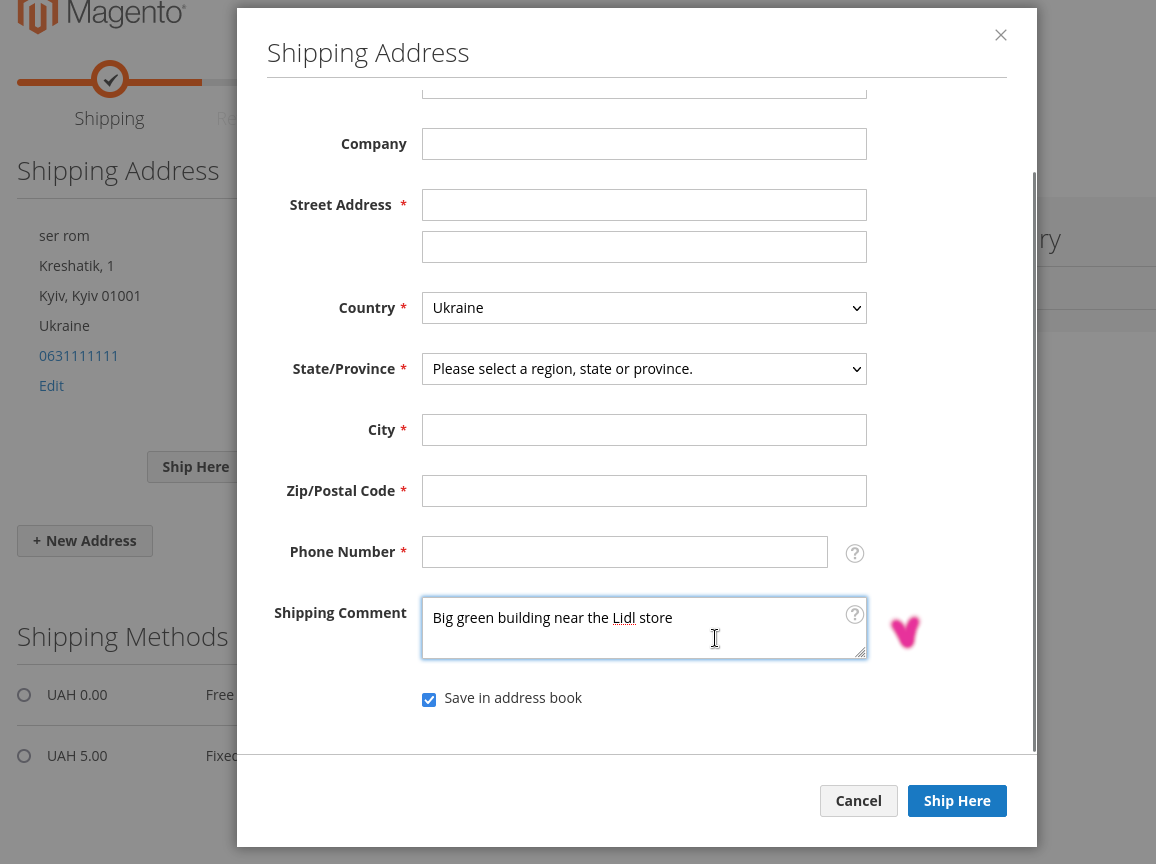 Magento
Shipping
Re
Shipping Address
ser rom
Kreshatik, 1
Kyiv, Kyiv 01001
Ukraine
0631111111
Edit
Ship Here
+ New Address
Shipping Methods
UAH 0.00 Free
UAH 5.00 Fixed
ry
Shipping Address
Company
Street Address *
Country * Ukraine
State/Province * Please select a region, state or province.
City *
Zip/Postal Code *
Phone Number * ?
Shipping Comment Big green building near the Lidl store ?
Save in address book
Cancel Ship Here